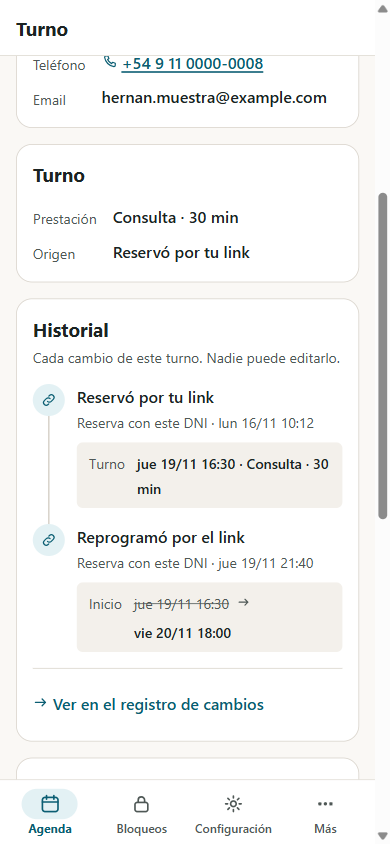 Turno
Teléfono +54 9 11 0000-0008
Email hernan.muestra@example.com
Turno
Prestación Consulta · 30 min
Origen Reservó por tu link
Historial
Cada cambio de este turno. Nadie puede editarlo.
Reservó por tu link
Reserva con este DNI · lun 16/11 10:12
Turno jue 19/11 16:30 · Consulta · 30
min
Reprogramó por el link
Reserva con este DNI · jue 19/11 21:40
Inicio jue 19/11 16:30 →
vie 20/11 18:00
→ Ver en el registro de cambios
Agenda Bloqueos Configuración Más